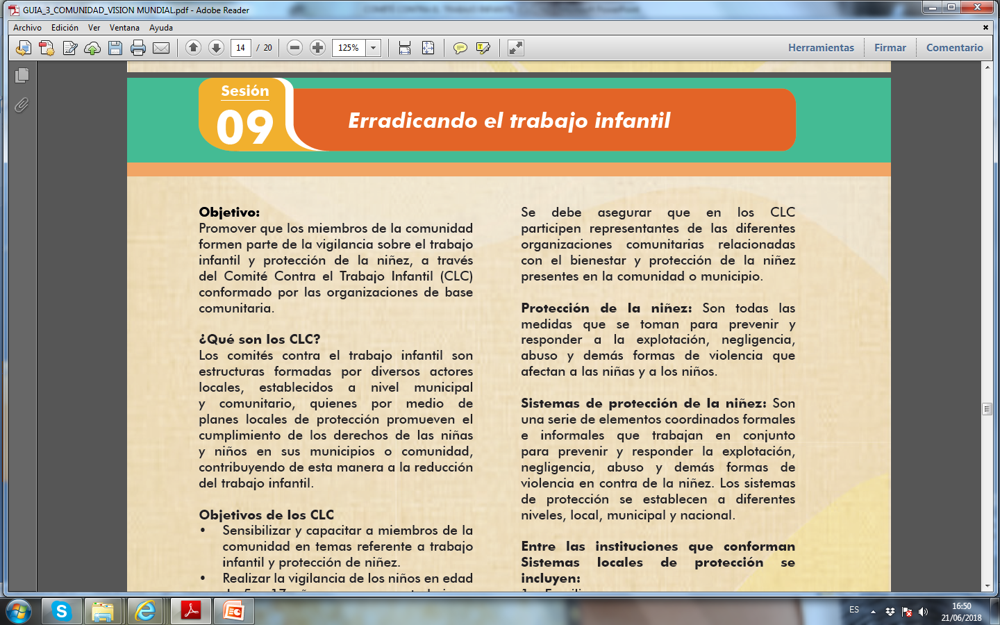 GUIA_3_COMUNIDAD_VISION MUNDIAL.pdf - Adobe Reader
Archivo Edición Ver Ventana Ayuda
14 / 20 125% Herramientas Firmar Comentario
Sesión
09
Erradicando el trabajo infantil
Objetivo:
Promover que los miembros de la comunidad
formen parte de la vigilancia sobre el trabajo
infantil y protección de la niñez, a través
del Comité Contra el Trabajo Infantil (CLC)
conformado por las organizaciones de base
comunitaria.
¿Qué son los CLC?
Los comités contra el trabajo infantil son
estructuras formadas por diversos actores
locales, establecidos a nivel municipal
y comunitario, quienes por medio de
planes locales de protección promueven el
cumplimiento de los derechos de las niñas
y niños en sus municipios o comunidad,
contribuyendo de esta manera a la reducción
del trabajo infantil.
Objetivos de los CLC
• Sensibilizar y capacitar a miembros de la
comunidad en temas referente a trabajo
infantil y protección de niñez.
• Realizar la vigilancia de los niños en edad
Se debe asegurar que en los CLC
participen representantes de las diferentes
organizaciones comunitarias relacionadas
con el bienestar y protección de la niñez
presentes en la comunidad o municipio.
Protección de la niñez: Son todas las
medidas que se toman para prevenir y
responder a la explotación, negligencia,
abuso y demás formas de violencia que
afectan a las niñas y a los niños.
Sistemas de protección de la niñez: Son
una serie de elementos coordinados formales
e informales que trabajan en conjunto
para prevenir y responder la explotación,
negligencia, abuso y demás formas de
violencia en contra de la niñez. Los sistemas
de protección se establecen a diferentes
niveles, local, municipal y nacional.
Entre las instituciones que conforman
Sistemas locales de protección se
incluyen:
ES
16:50
21/06/2018